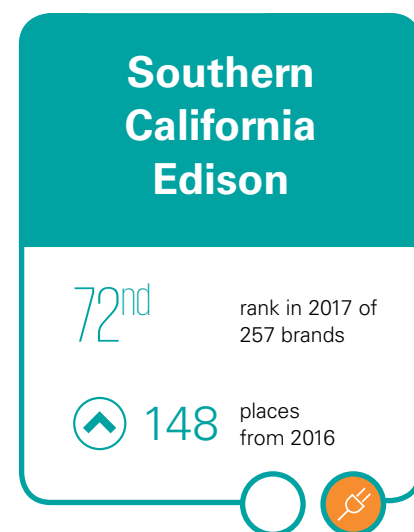 Southern
California
Edison
72nd
rank in 2017 of
257 brands
148
places
from 2016